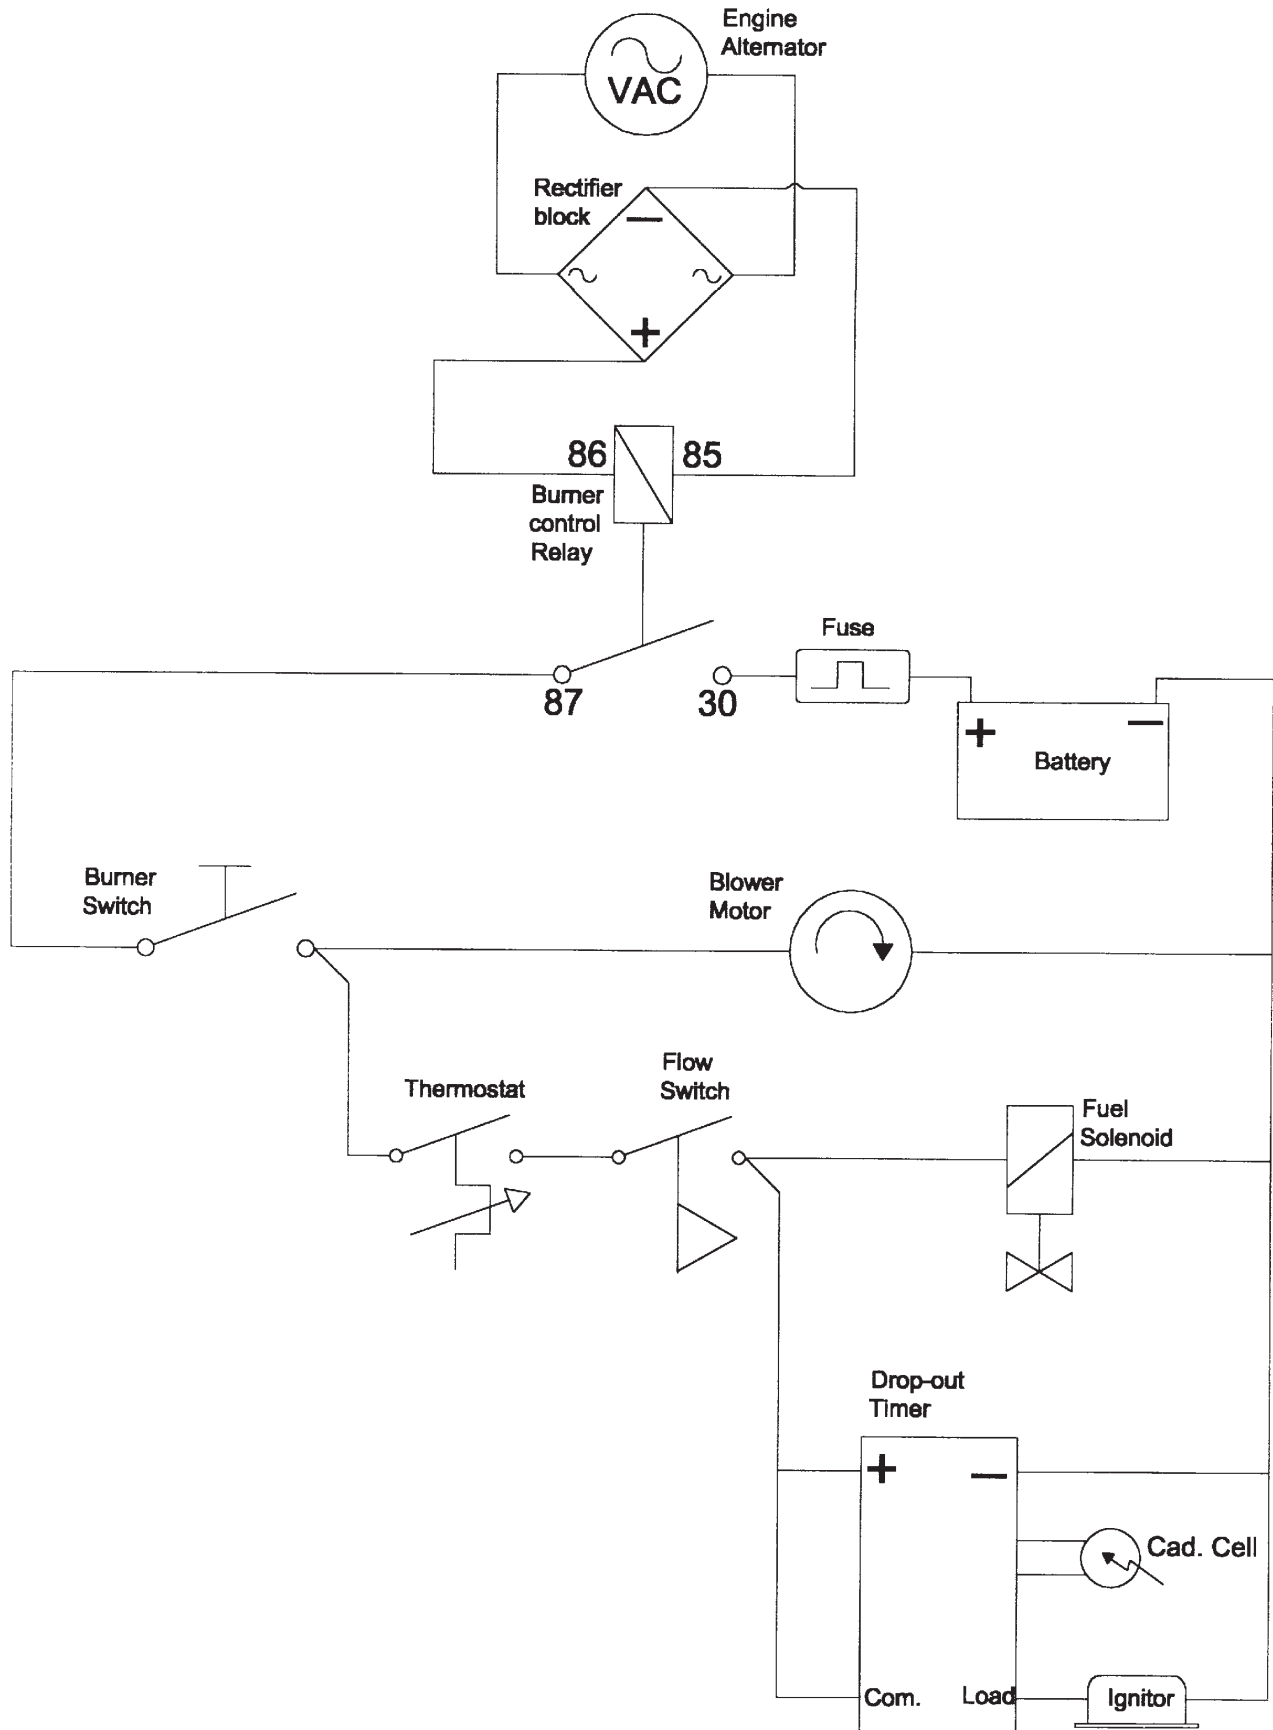 Engine
Alternator
VAC
Rectifier
block
86
85
Burner
control
Relay
Fuse
87
30
Battery
Burner
Switch
Blower
Motor
Thermostat
Flow
Switch
Fuel
Solenoid
Drop-out
Timer
Cad. Cell
Com.
Load
Ignitor